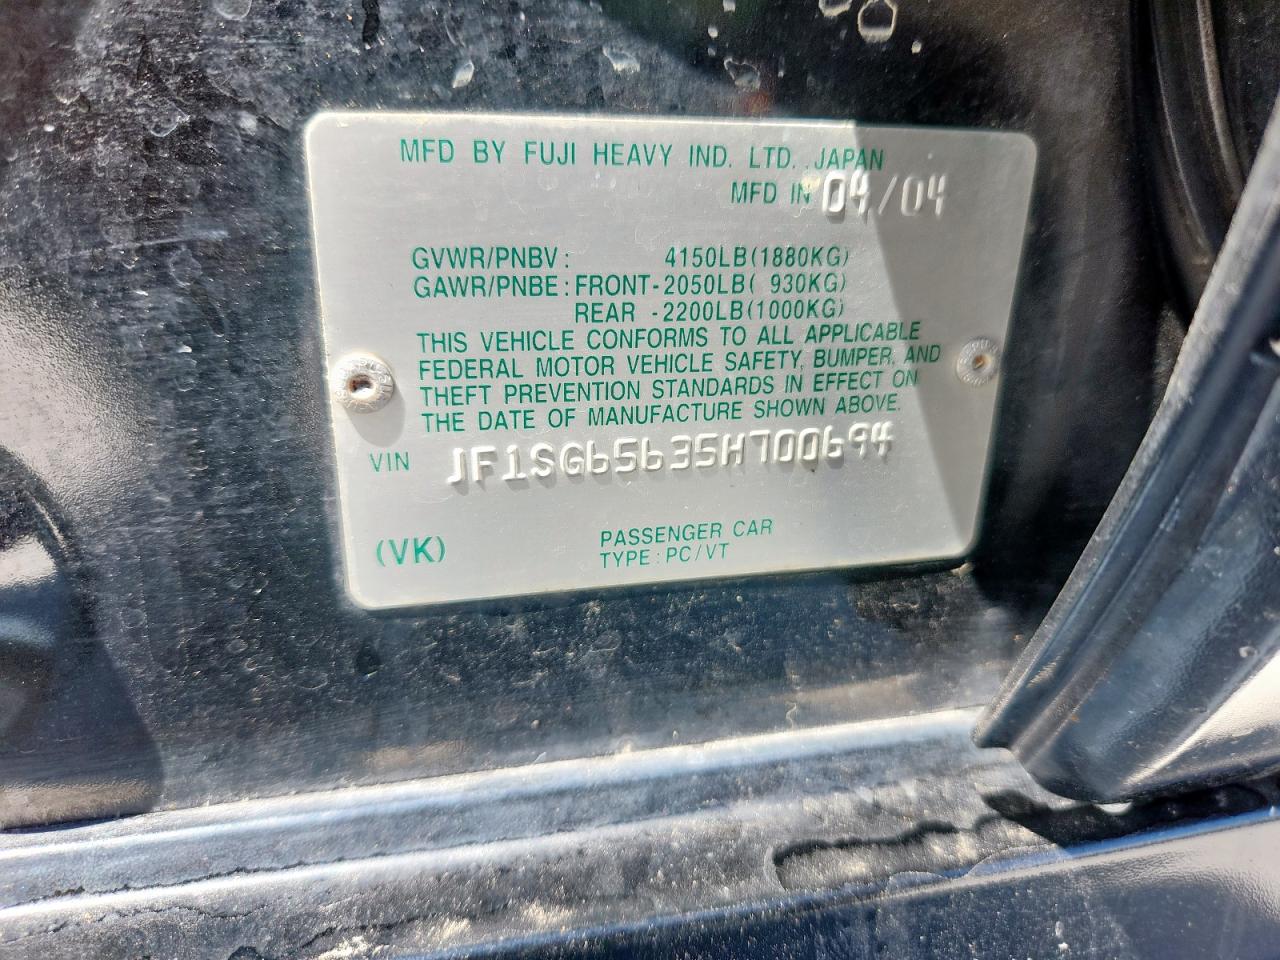 MFD BY FUJI HEAVY IND. LTD. JAPAN
MFD IN 04/04
GVWR/PNBV: 4150LB(1880KG)
GAWR/PNBE: FRONT-2050LB( 930KG)
REAR -2200LB(1000KG)
THIS VEHICLE CONFORMS TO ALL APPLICABLE
FEDERAL MOTOR VEHICLE SAFETY, BUMPER, AND
THEFT PREVENTION STANDARDS IN EFFECT ON
THE DATE OF MANUFACTURE SHOWN ABOVE.
VIN JF1SG65635H700694
(VK) PASSENGER CAR
TYPE: PC/VT